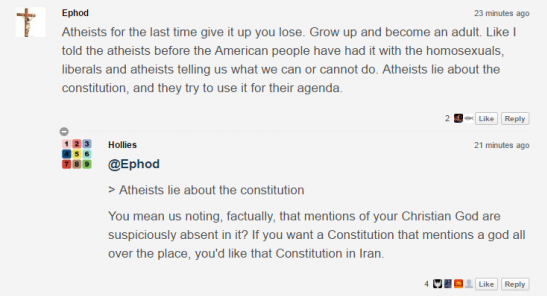 Ephod 23 minutes ago
Atheists for the last time give it up you lose. Grow up and become an adult. Like I
told the atheists before the American people have had it with the homosexuals,
liberals and atheists telling us what we can or cannot do. Atheists lie about the
constitution, and they try to use it for their agenda.
2 Like Reply
1 2 3
4 5 6
7 8 9
Hollies 21 minutes ago
@Ephod
> Atheists lie about the constitution
You mean us noting, factually, that mentions of your Christian God are
suspiciously absent in it? If you want a Constitution that mentions a god all
over the place, you'd like that Constitution in Iran.
4 Like Reply